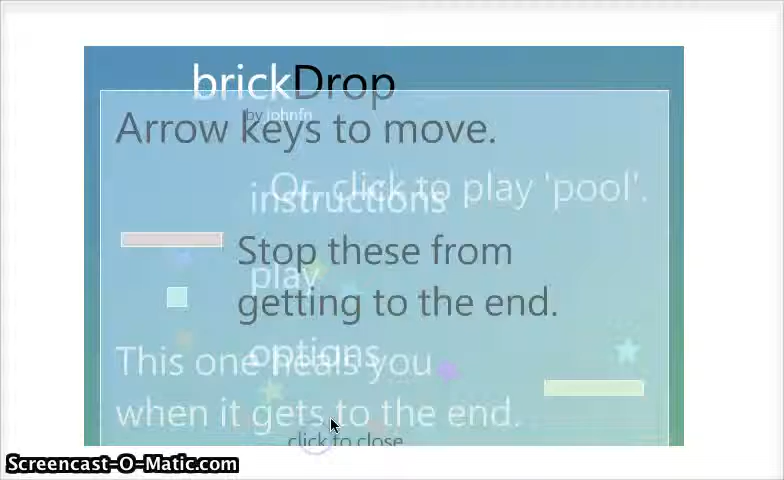 brickDrop
by johnfn
Arrow keys to move.
Or, click to play 'pool'.
instructions
Stop these from
play
getting to the end.
options
This one heals you
when it gets to the end.
click to close
Screencast-O-Matic.com